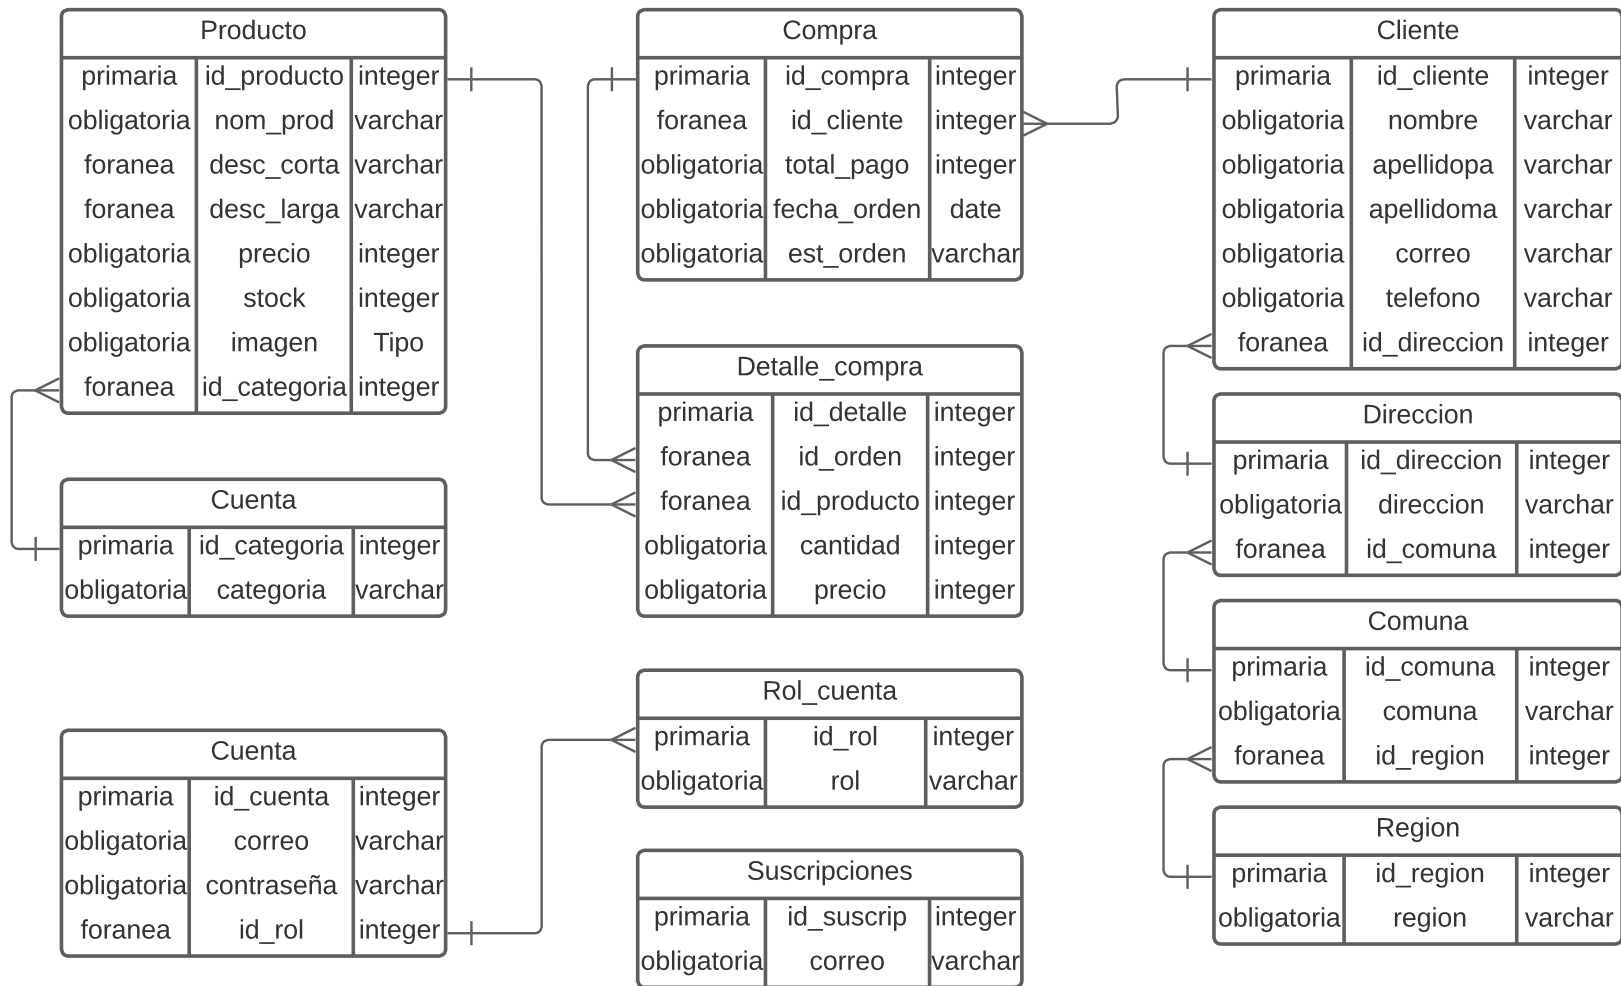 Producto
primaria id_producto integer
obligatoria nom_prod varchar
foranea desc_corta varchar
foranea desc_larga varchar
obligatoria precio integer
obligatoria stock integer
obligatoria imagen Tipo
foranea id_categoria integer
Cuenta
primaria id_categoria integer
obligatoria categoria varchar
Cuenta
primaria id_cuenta integer
obligatoria correo varchar
obligatoria contraseña varchar
foranea id_rol integer
Compra
primaria id_compra integer
foranea id_cliente integer
obligatoria total_pago integer
obligatoria fecha_orden date
obligatoria est_orden varchar
Detalle_compra
primaria id_detalle integer
foranea id_orden integer
foranea id_producto integer
obligatoria cantidad integer
obligatoria precio integer
Rol_cuenta
primaria id_rol integer
obligatoria rol varchar
Suscripciones
primaria id_suscrip integer
obligatoria correo varchar
Cliente
primaria id_cliente integer
obligatoria nombre varchar
obligatoria apellidopa varchar
obligatoria apellidoma varchar
obligatoria correo varchar
obligatoria telefono varchar
foranea id_direccion integer
Direccion
primaria id_direccion integer
obligatoria direccion varchar
foranea id_comuna integer
Comuna
primaria id_comuna integer
obligatoria comuna varchar
foranea id_region integer
Region
primaria id_region integer
obligatoria region varchar